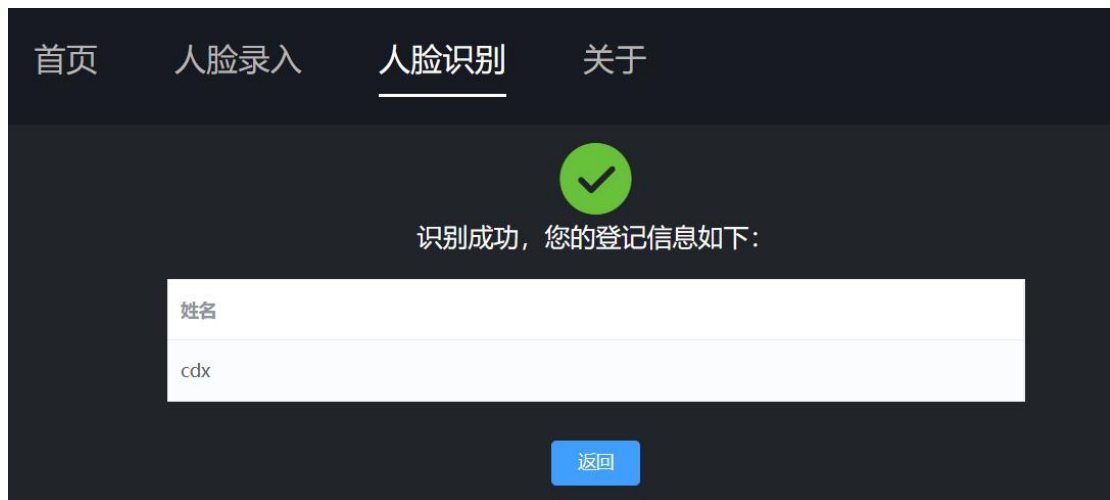 首页 人脸录入 人脸识别 关于
识别成功，您的登记信息如下：
姓名
cdx
返回